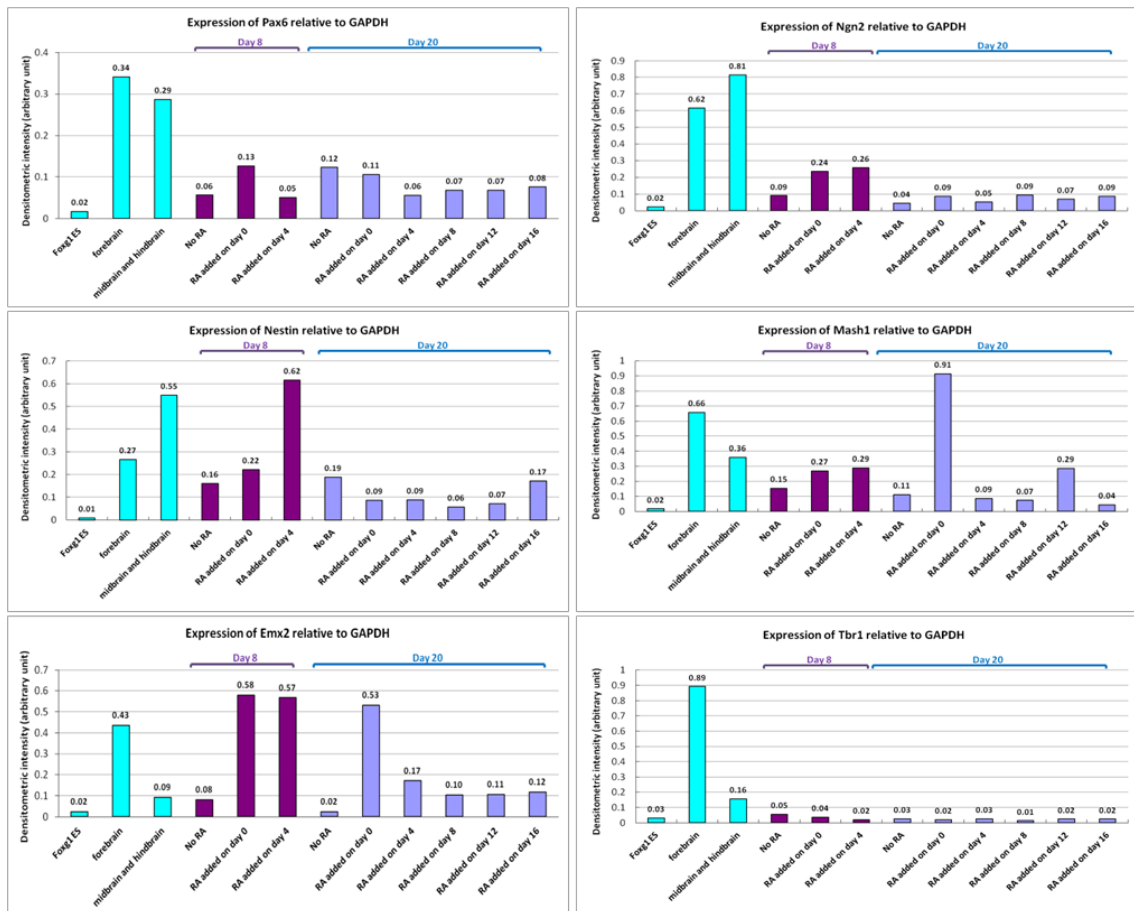 Expression of Pax6 relative to GAPDH
Day 8
Day 20
Densitometric intensity (arbitrary unit)
0.4
0.3
0.2
0.1
0
0.02
0.34
0.29
0.06
0.13
0.05
0.12
0.11
0.06
0.07
0.07
0.08
Foxg1 ES
forebrain
midbrain and hindbrain
No RA
RA added on day 0
RA added on day 4
No RA
RA added on day 0
RA added on day 4
RA added on day 8
RA added on day 12
RA added on day 16
Expression of Ngn2 relative to GAPDH
Day 8
Day 20
Densitometric intensity (arbitrary unit)
0.9
0.8
0.7
0.6
0.5
0.4
0.3
0.2
0.1
0
0.02
0.62
0.81
0.09
0.24
0.26
0.04
0.09
0.05
0.09
0.07
0.09
Foxg1 ES
forebrain
midbrain and hindbrain
No RA
RA added on day 0
RA added on day 4
No RA
RA added on day 0
RA added on day 4
RA added on day 8
RA added on day 12
RA added on day 16
Expression of Nestin relative to GAPDH
Day 8
Day 20
Densitometric intensity (arbitrary unit)
0.7
0.6
0.5
0.4
0.3
0.2
0.1
0
0.01
0.27
0.55
0.16
0.22
0.62
0.19
0.09
0.09
0.06
0.07
0.17
Foxg1 ES
forebrain
midbrain and hindbrain
No RA
RA added on day 0
RA added on day 4
No RA
RA added on day 0
RA added on day 4
RA added on day 8
RA added on day 12
RA added on day 16
Expression of Mash1 relative to GAPDH
Day 8
Day 20
Densitometric intensity (arbitrary unit)
1
0.9
0.8
0.7
0.6
0.5
0.4
0.3
0.2
0.1
0
0.02
0.66
0.36
0.15
0.27
0.29
0.11
0.91
0.09
0.07
0.29
0.04
Foxg1 ES
forebrain
midbrain and hindbrain
No RA
RA added on day 0
RA added on day 4
No RA
RA added on day 0
RA added on day 4
RA added on day 8
RA added on day 12
RA added on day 16
Expression of Emx2 relative to GAPDH
Day 8
Day 20
Densitometric intensity (arbitrary unit)
0.7
0.6
0.5
0.4
0.3
0.2
0.1
0
0.02
0.43
0.09
0.08
0.58
0.57
0.02
0.53
0.17
0.10
0.11
0.12
Foxg1 ES
forebrain
midbrain and hindbrain
No RA
RA added on day 0
RA added on day 4
No RA
RA added on day 0
RA added on day 4
RA added on day 8
RA added on day 12
RA added on day 16
Expression of Tbr1 relative to GAPDH
Day 8
Day 20
Densitometric intensity (arbitrary unit)
1
0.9
0.8
0.7
0.6
0.5
0.4
0.3
0.2
0.1
0
0.03
0.89
0.16
0.05
0.04
0.02
0.03
0.02
0.03
0.01
0.02
0.02
Foxg1 ES
forebrain
midbrain and hindbrain
No RA
RA added on day 0
RA added on day 4
No RA
RA added on day 0
RA added on day 4
RA added on day 8
RA added on day 12
RA added on day 16